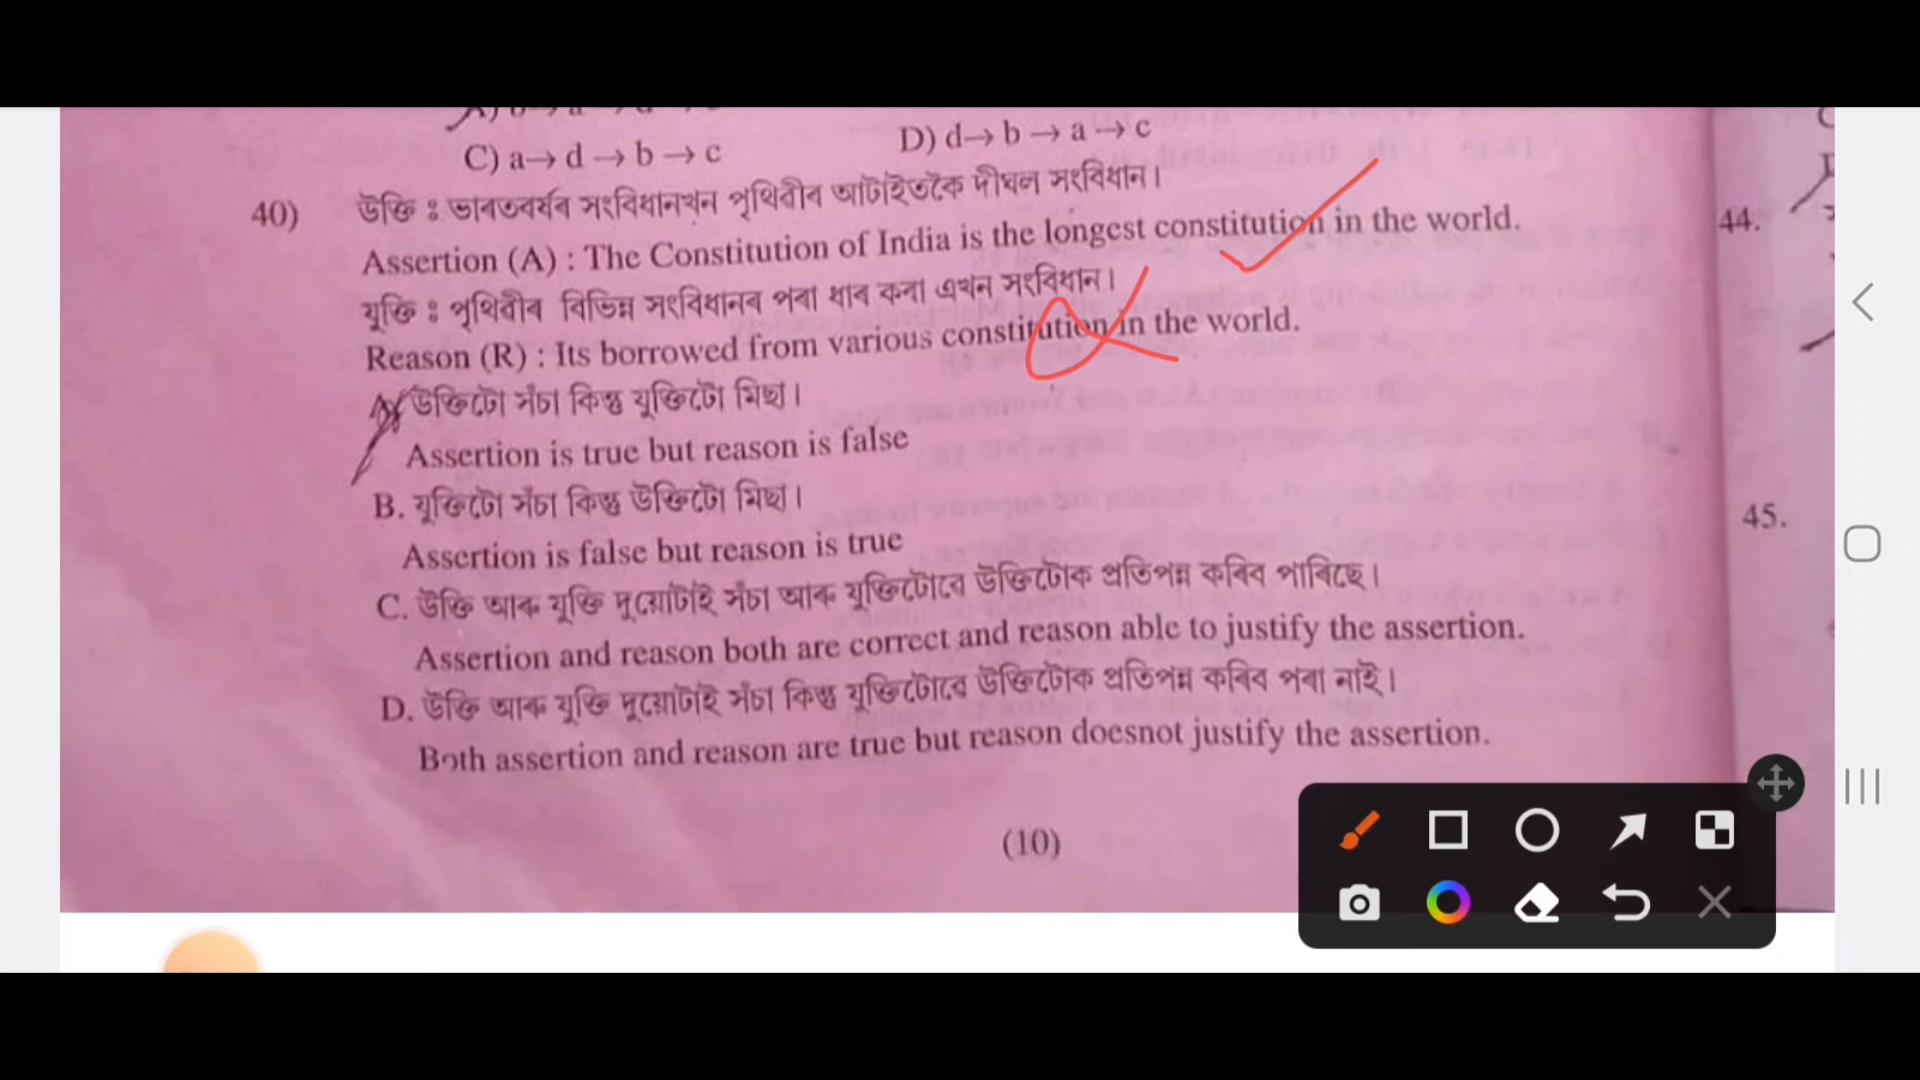 C) a→ d → b → c
D) d→ b → a → c
40) উক্তি ঃ ভাৰতবৰ্ষৰ সংবিধানখন পৃথিবীৰ আটাইতকৈ দীঘল সংবিধান।
Assertion (A) : The Constitution of India is the longest constitution in the world.
যুক্তি ঃ পৃথিবীৰ বিভিন্ন সংবিধানৰ পৰা ধাৰ কৰা এখন সংবিধান।
Reason (R) : Its borrowed from various constitution in the world.
উক্তিটো সঁচা কিন্তু যুক্তিটো মিছা।
Assertion is true but reason is false
B. যুক্তিটো সঁচা কিন্তু উক্তিটো মিছা।
Assertion is false but reason is true
C. উক্তি আৰু যুক্তি দুয়োটাই সঁচা আৰু যুক্তিটোৱে উক্তিটোক প্ৰতিপন্ন কৰিব পাৰিছে।
Assertion and reason both are correct and reason able to justify the assertion.
D. উক্তি আৰু যুক্তি দুয়োটাই সঁচা কিন্তু যুক্তিটোৱে উক্তিটোক প্ৰতিপন্ন কৰিব পৰা নাই।
Both assertion and reason are true but reason doesnot justify the assertion.
(10)
44.
45.